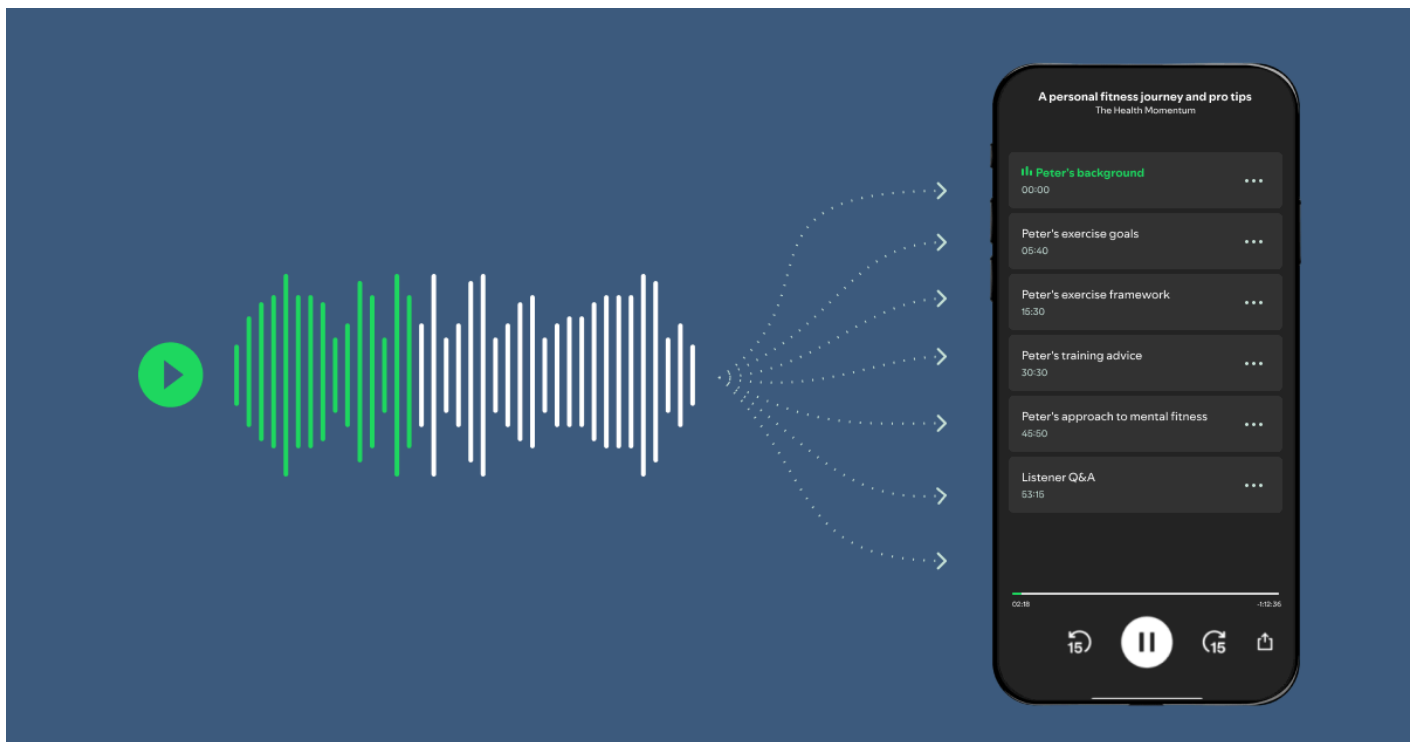 A personal fitness journey and pro tips
The Health Momentum
Peter's background
00:00
Peter's exercise goals
05:40
Peter's exercise framework
15:30
Peter's training advice
30:30
Peter's approach to mental fitness
45:50
Listener Q&A
53:15
02:18 -1:12:36
15 15